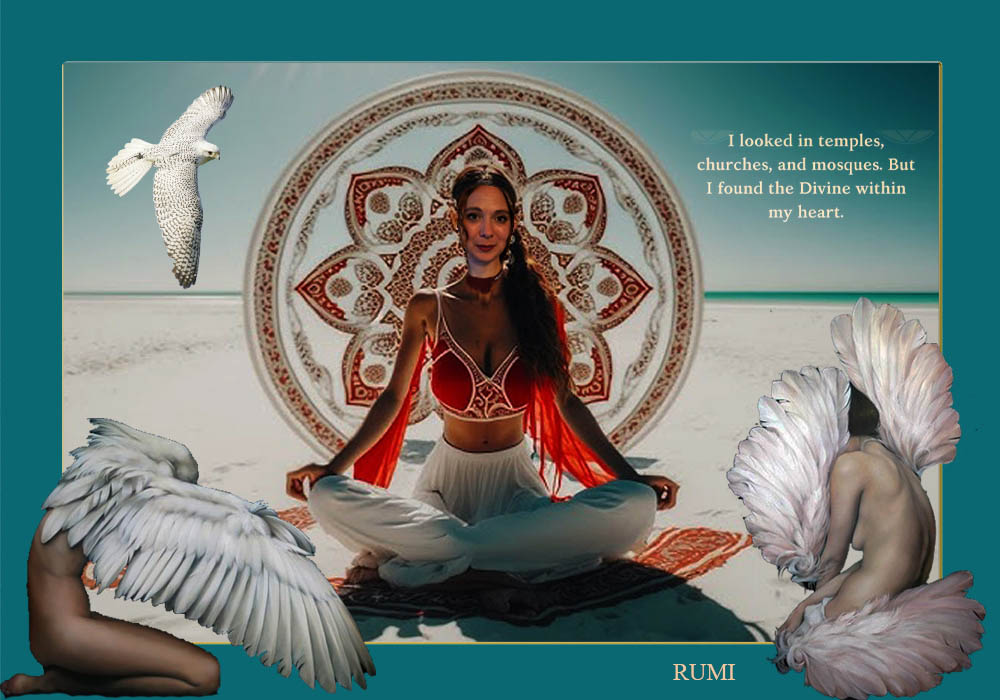 I looked in temples,
churches, and mosques. But
I found the Divine within
my heart.
RUMI